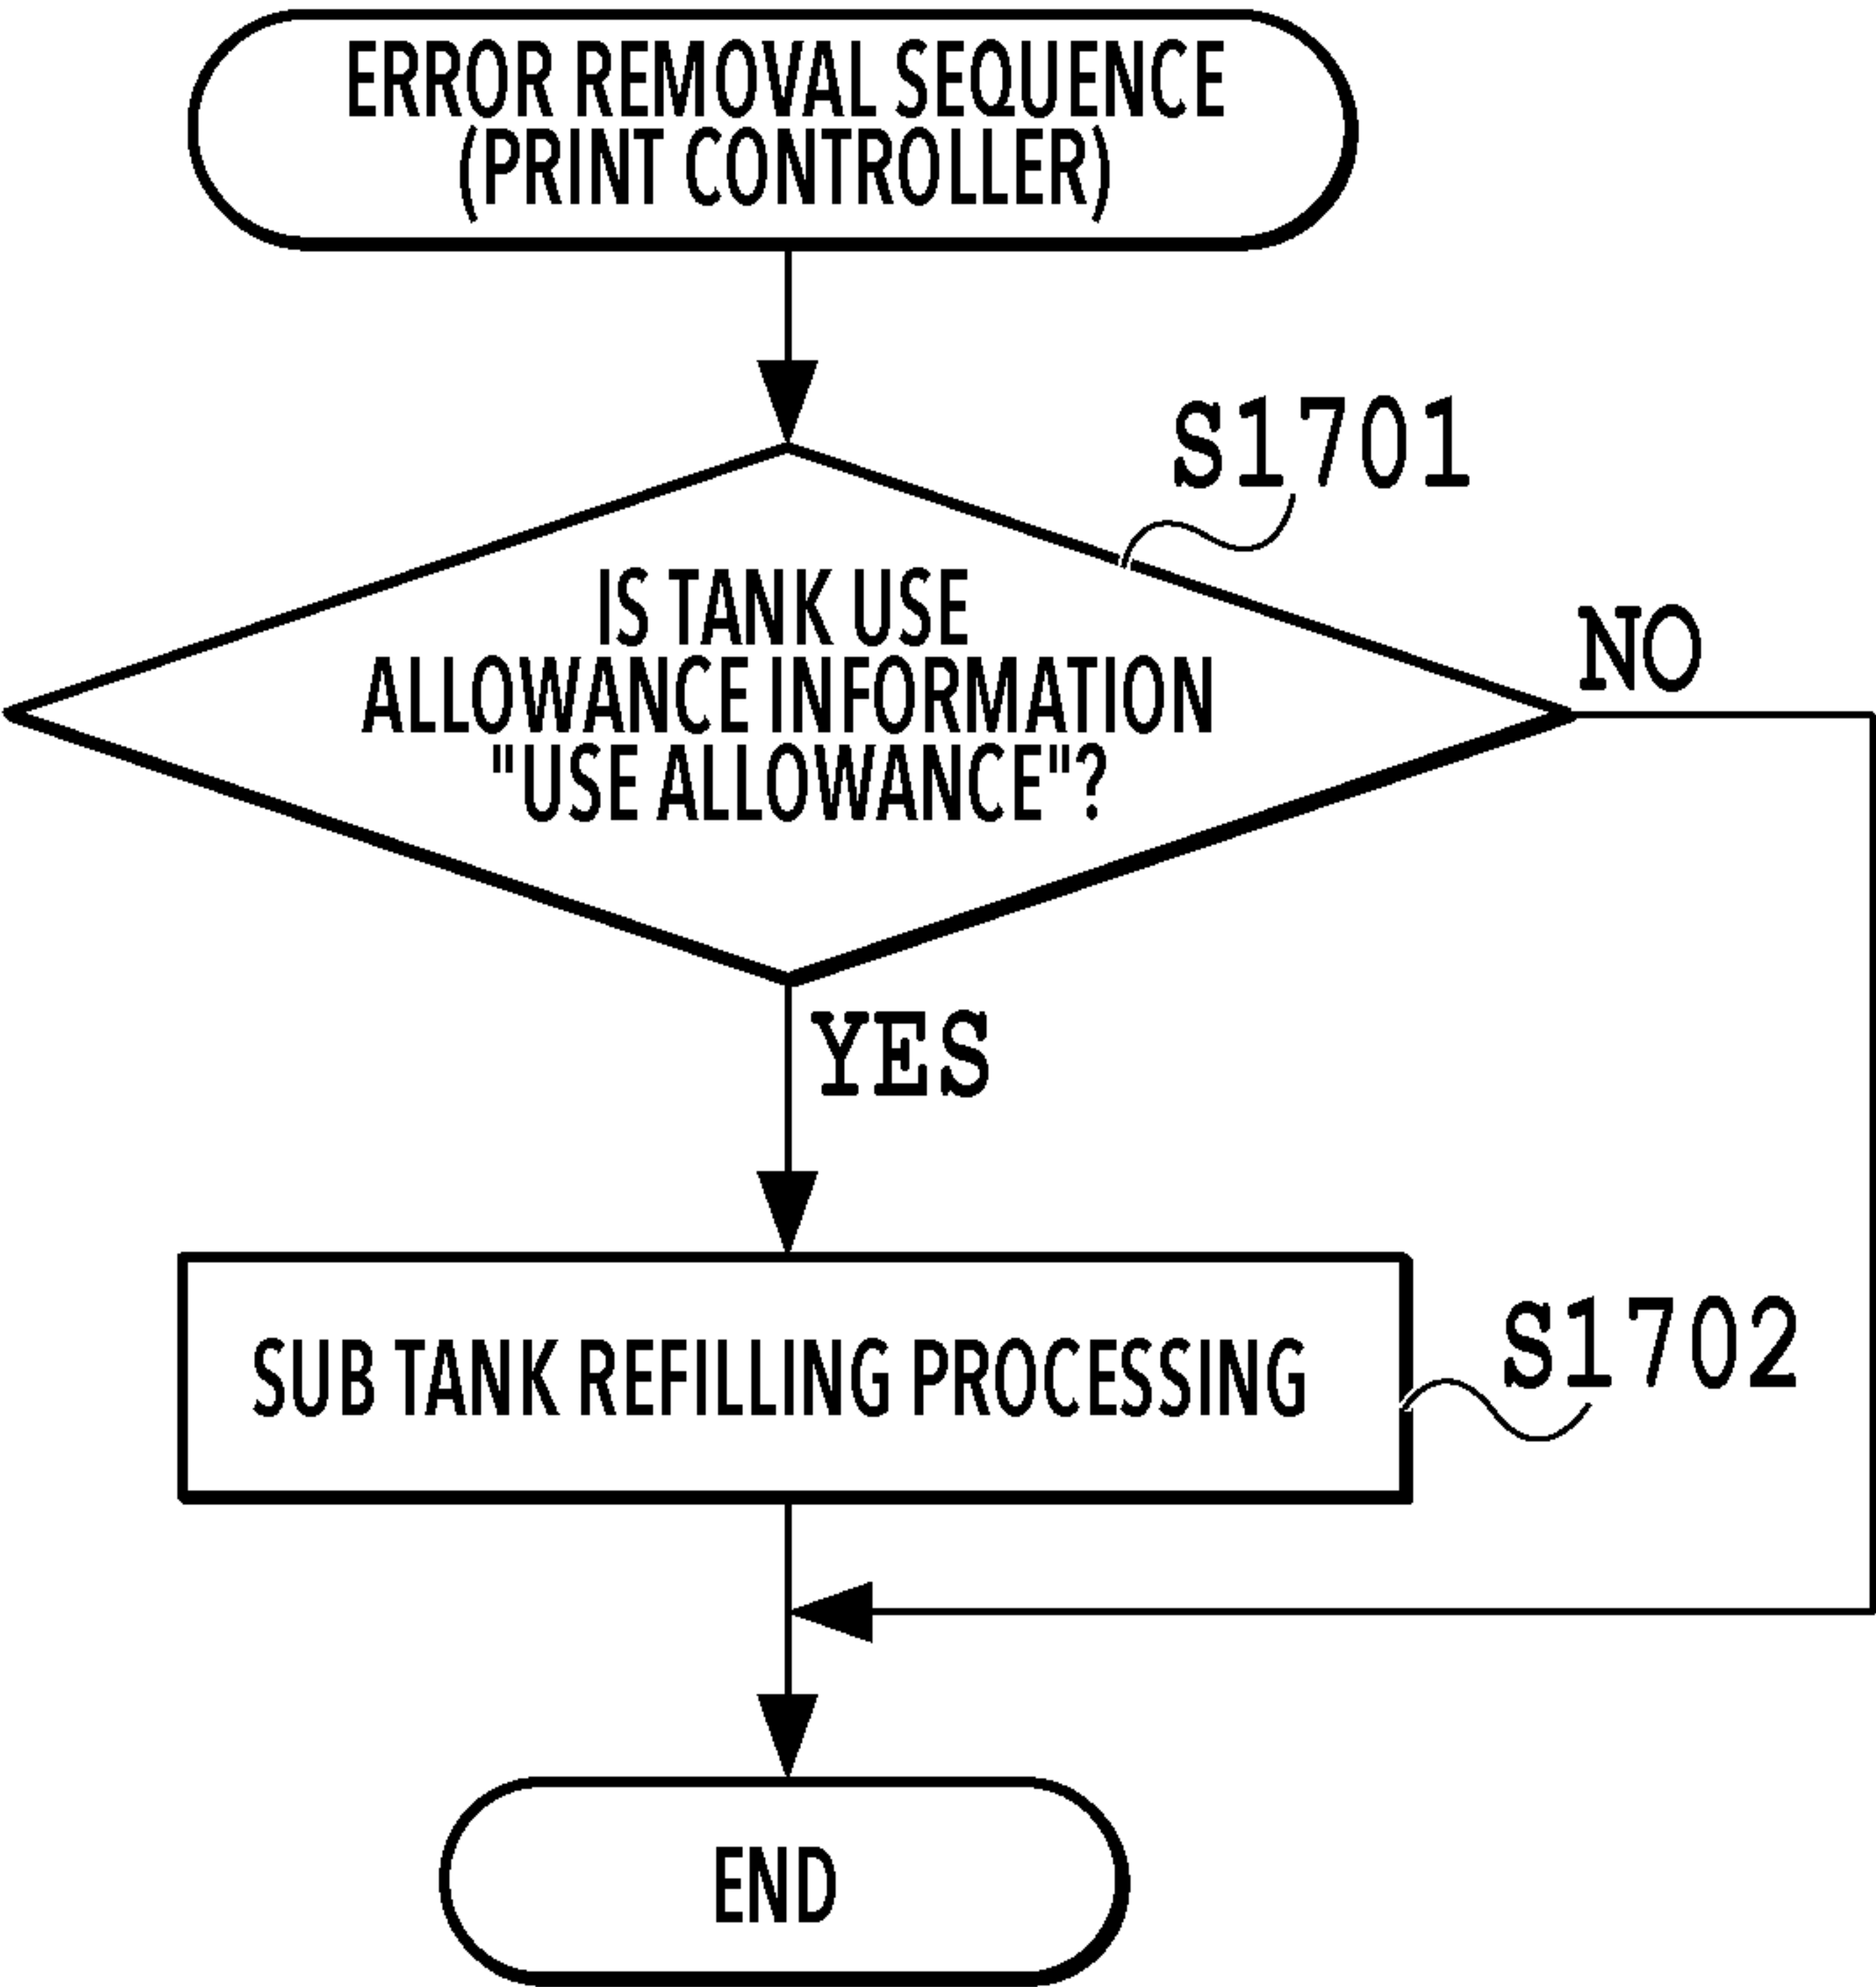 ERROR REMOVAL SEQUENCE
(PRINT CONTROLLER)
S1701
IS TANK USE
ALLOWANCE INFORMATION
"USE ALLOWANCE"?
NO
YES
SUB TANK REFILLING PROCESSING
S1702
END